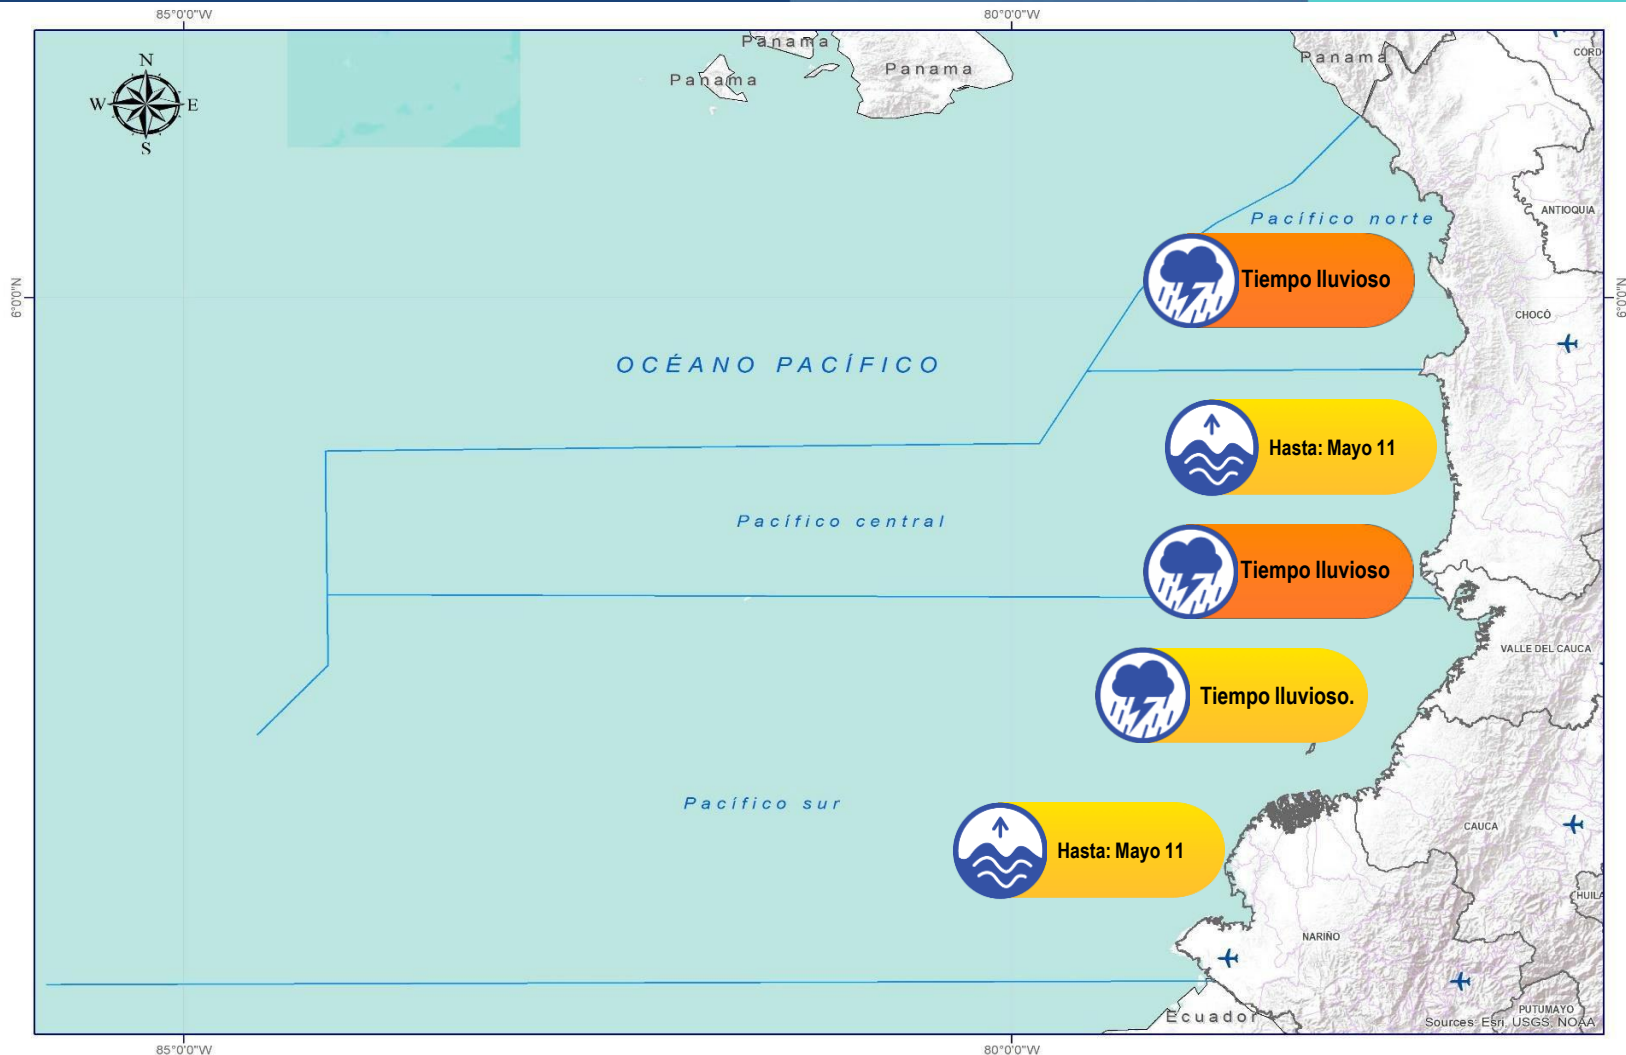 85°0'0"W
80°0'0"W
N
W
E
S
Panama
Panama
Panama
Panama
CÓRD
ANTIOQUIA
Pacífico norte
6°0'0"N
6°0'0"N
Tiempo lluvioso
CHOCÓ
OCÉANO PACÍFICO
Hasta: Mayo 11
Pacífico central
Tiempo lluvioso
VALLE DEL CAUCA
Tiempo lluvioso.
Pacífico sur
CAUCA
Hasta: Mayo 11
HUILA
NARIÑO
PUTUMAYO
Ecuador
Sources: Esri, USGS, NOAA
85°0'0"W
80°0'0"W